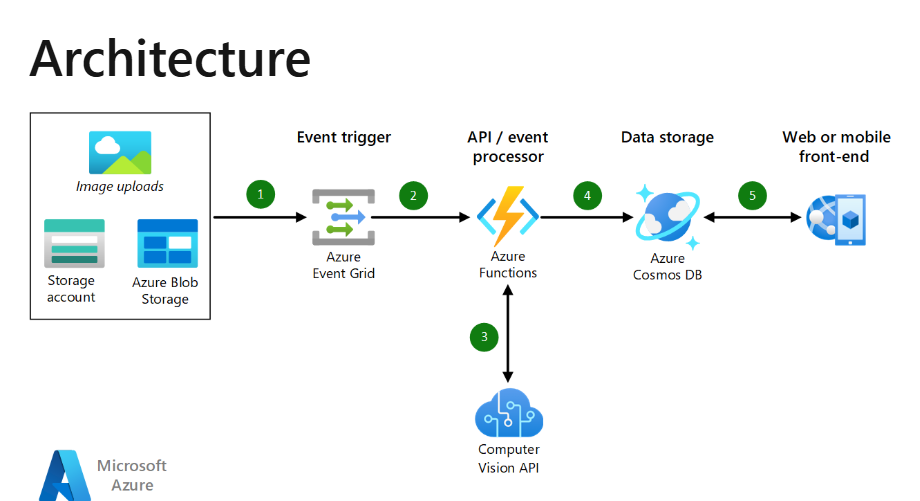 Architecture
Image uploads
Storage
account
Azure Blob
Storage
1
Event trigger
Azure
Event Grid
2
API / event
processor
Azure
Functions
3
Computer
Vision API
4
Data storage
Azure
Cosmos DB
5
Web or mobile
front-end
Microsoft
Azure